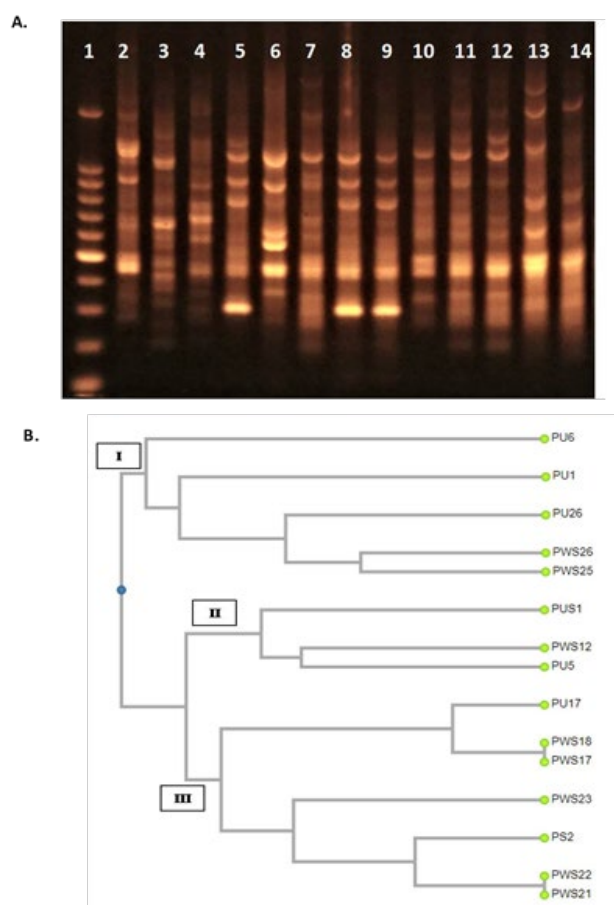 A.
1 2 3 4 5 6 7 8 9 10 11 12 13 14
B.
I
PU6
PU1
PU26
PWS26
PWS25
II
PUS1
PWS12
PU5
PU17
PWS18
PWS17
III
PWS23
PS2
PWS22
PWS21